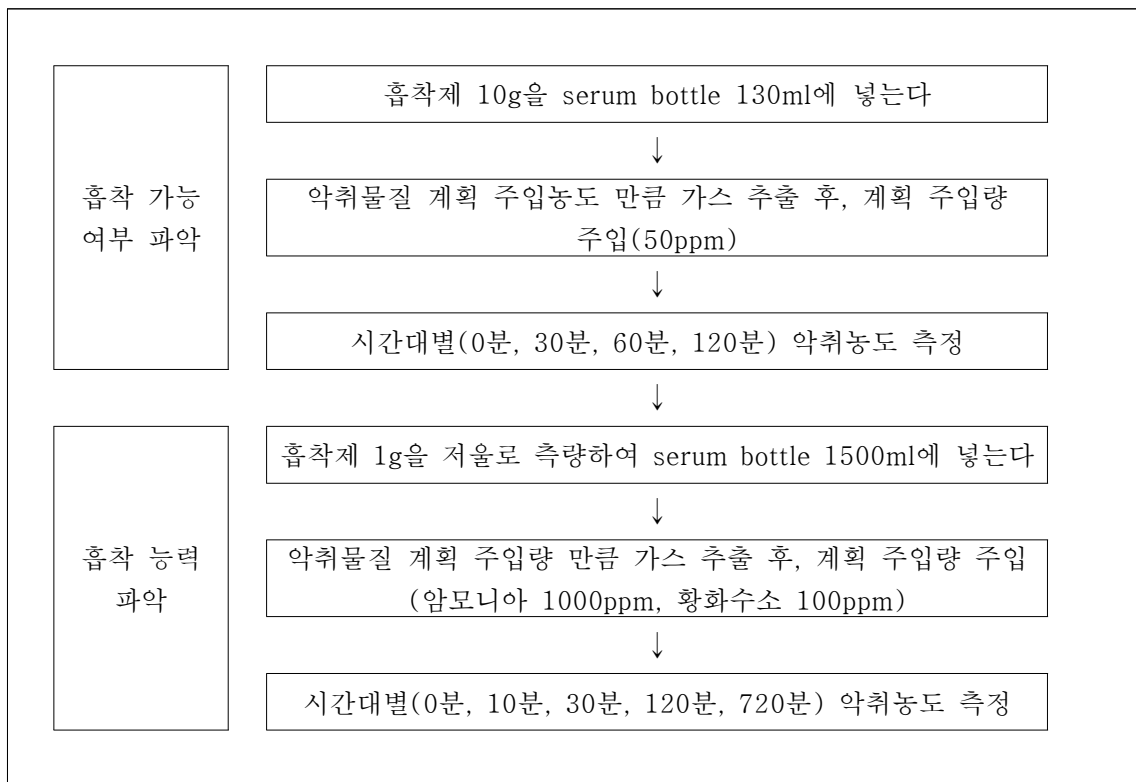 흡착 가능
여부 파악
흡착제 10g을 serum bottle 130ml에 넣는다
↓
악취물질 계획 주입농도 만큼 가스 추출 후, 계획 주입량
주입(50ppm)
↓
시간대별(0분, 30분, 60분, 120분) 악취농도 측정
↓
흡착 능력
파악
흡착제 1g을 저울로 측량하여 serum bottle 1500ml에 넣는다
↓
악취물질 계획 주입량 만큼 가스 추출 후, 계획 주입량 주입
(암모니아 1000ppm, 황화수소 100ppm)
↓
시간대별(0분, 10분, 30분, 120분, 720분) 악취농도 측정